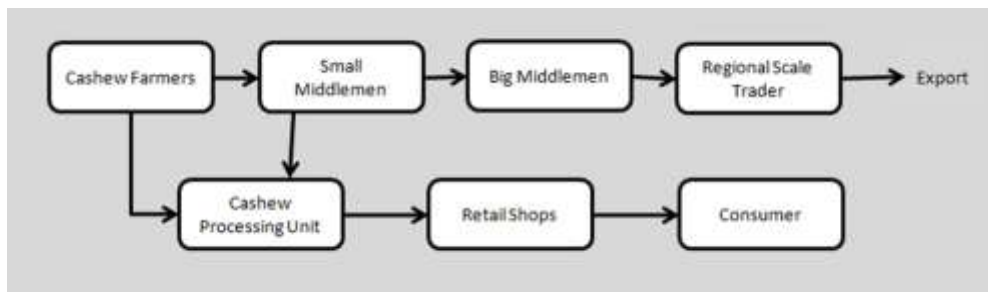 Cashew Farmers
Small
Middlemen
Big Middlemen
Regional Scale
Trader
Export
Cashew
Processing Unit
Retail Shops
Consumer